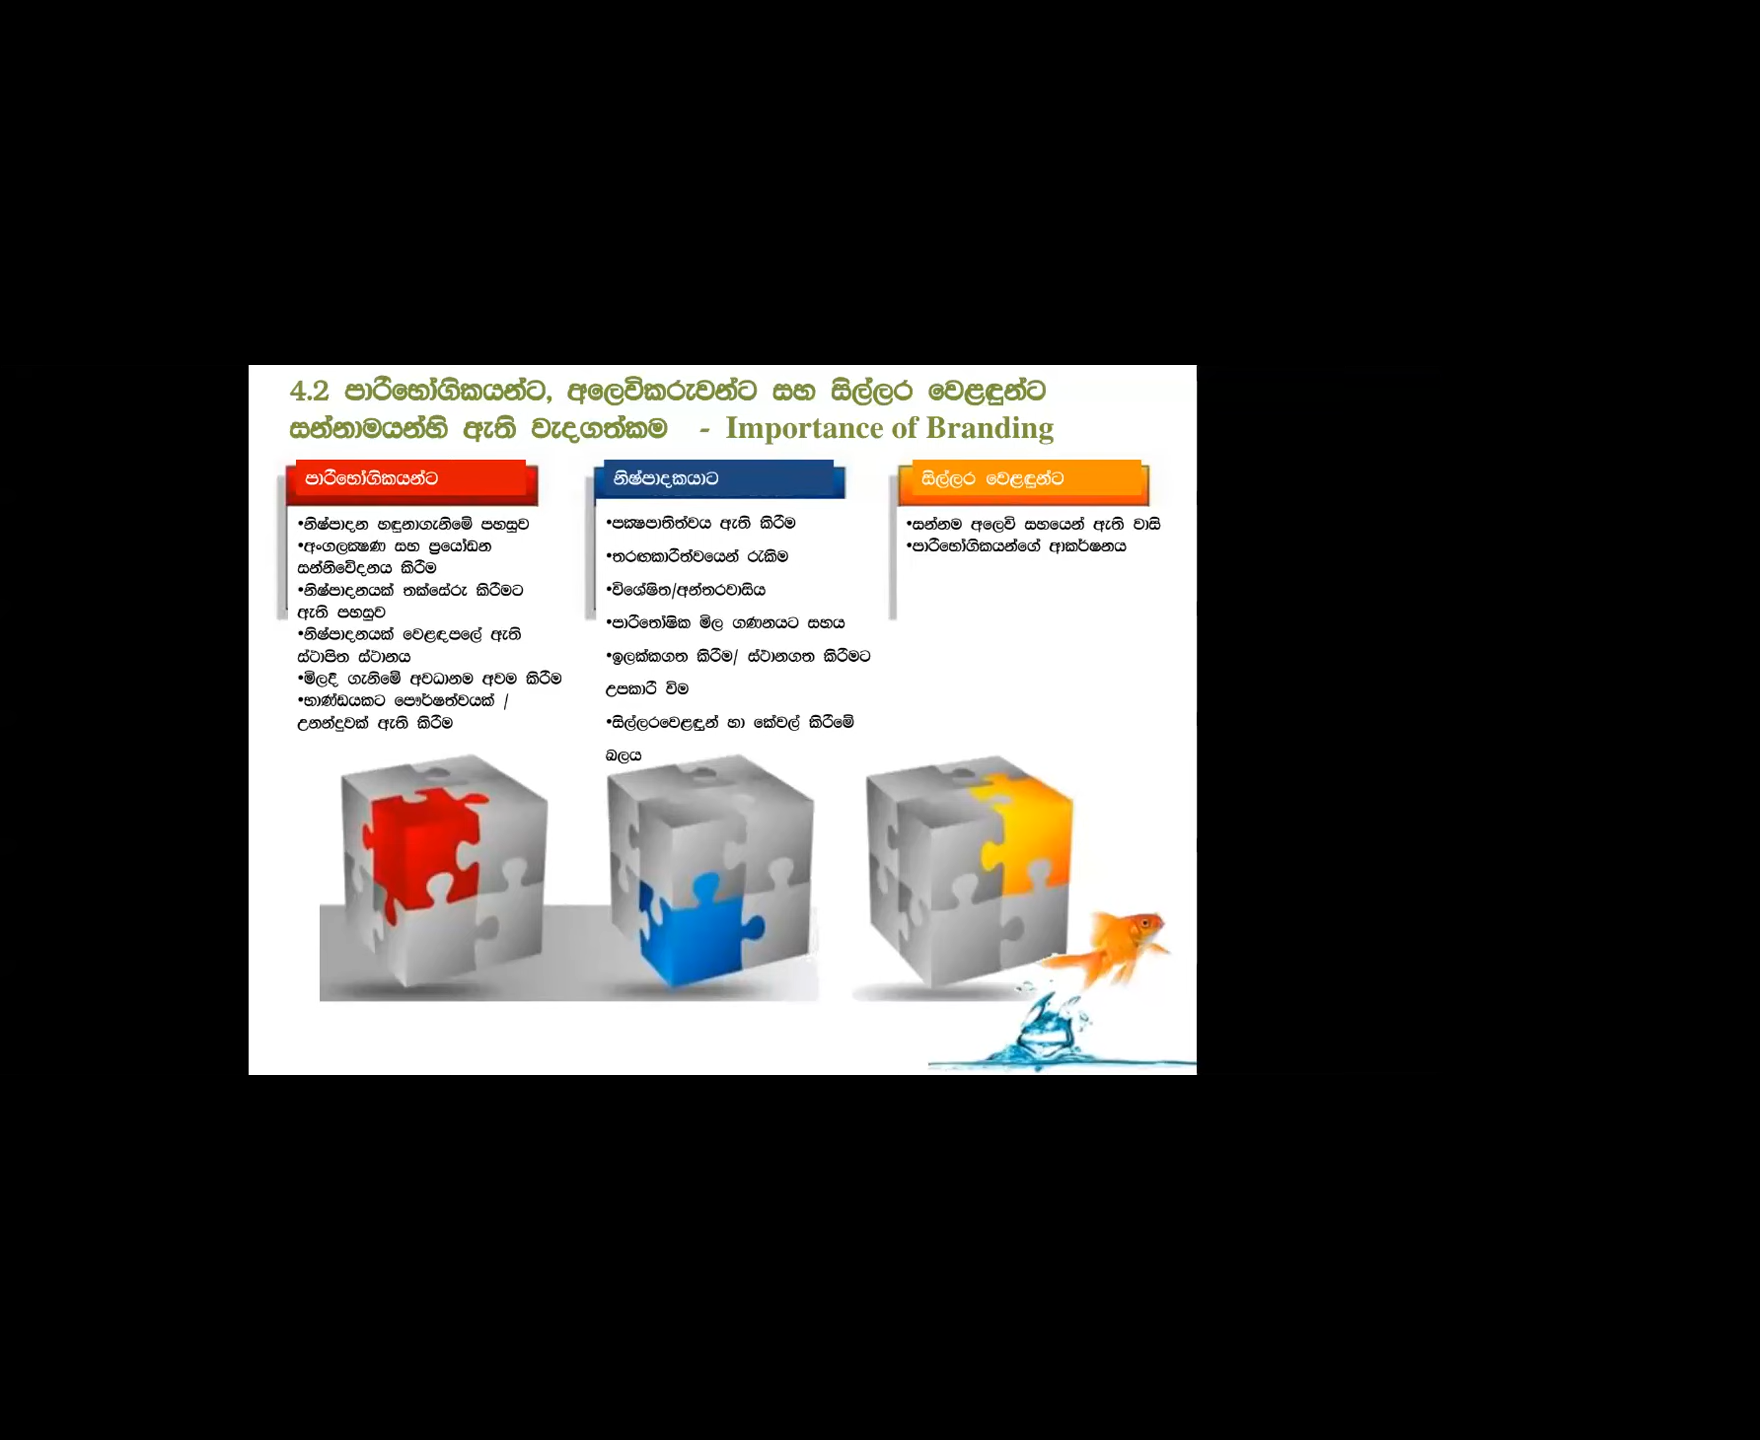 4.2 පාරිභෝගිකයන්ට, අලෙවිකරුවන්ට සහ සිල්ලර වෙළඳුන්ට
සන්නාමයන්හි ඇති වැදගත්කම - Importance of Branding
පාරිභෝගිකයන්ට
•නිෂ්පාදන හඳුනාගැනිමේ පහසුව
•අංගලක්‍ෂණ සහ ප්‍රයෝඩන
සන්නිවේදනය කිරීම
•නිෂ්පාදනයක් තක්සේරු කිරීමට
ඇති පහසුව
•නිෂ්පාදනයක් වෙළඳපලේ ඇති
ස්ථාපිත ස්ථානය
•මිලදී ගැනිමේ අවධානම අවම කිරීම
•භාණ්ඩයකට පෞර්ෂත්වයක් /
උනන්දුවක් ඇති කිරීම
නිෂ්පාදකයාට
•පක්‍ෂපාතිත්වය ඇති කිරීම
•තරඟකාරීත්වයෙන් රැකිම
•විශේෂිත/අන්තරවාසිය
•පාරිතෝෂික මිල ගණනයට සහය
•ඉලක්කගත කිරීම/ ස්ථානගත කිරීමට
උපකාරී විම
•සිල්ලරවෙළඳුන් හා කේවල් කිරීමේ
බලය
සිල්ලර වෙළඳුන්ට
•සන්නම අලෙවි සහයෙන් ඇති වාසි
•පාරිභෝගිකයන්ගේ ආකර්ෂනය